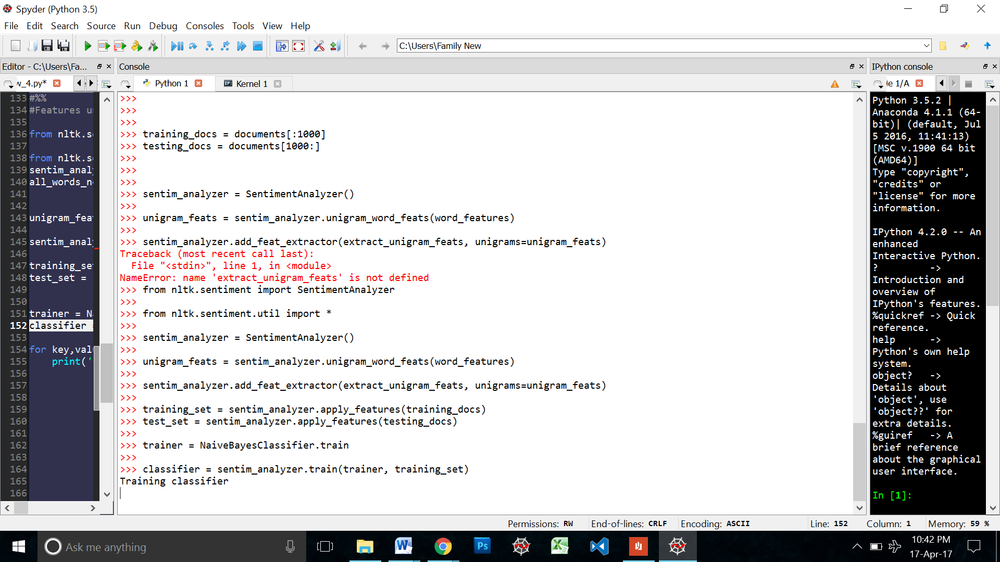 Spyder (Python 3.5)
File Edit Search Source Run Debug Consoles Tools View Help
C:\Users\Family New
Editor - C:\Users\Fa...
w_4.py*
133 #%%
134 #Features u
135
136 from nltk.s
137
138 from nltk.s
139 sentim_anal
140 all_words_n
141
142
143 unigram_fea
144
145 sentim_anal
146
147 training_se
148 test_set =
149
150
151 trainer = N
152 classifier
153
154 for key,val
155     print('
156
157
158
159
160
161
162
163
164
165
166
Console
Python 1
IP: Kernel 1
>>>
>>>
>>>
>>> training_docs = documents[:1000]
>>> testing_docs = documents[1000:]
>>>
>>>
>>>
>>> sentim_analyzer = SentimentAnalyzer()
>>>
>>> unigram_feats = sentim_analyzer.unigram_word_feats(word_features)
>>>
>>> sentim_analyzer.add_feat_extractor(extract_unigram_feats, unigrams=unigram_feats)
Traceback (most recent call last):
  File "<stdin>", line 1, in <module>
NameError: name 'extract_unigram_feats' is not defined
>>> from nltk.sentiment import SentimentAnalyzer
>>>
>>> from nltk.sentiment.util import *
>>>
>>> sentim_analyzer = SentimentAnalyzer()
>>>
>>> unigram_feats = sentim_analyzer.unigram_word_feats(word_features)
>>>
>>> sentim_analyzer.add_feat_extractor(extract_unigram_feats, unigrams=unigram_feats)
>>>
>>> training_set = sentim_analyzer.apply_features(training_docs)
>>> test_set = sentim_analyzer.apply_features(testing_docs)
>>>
>>> trainer = NaiveBayesClassifier.train
>>>
>>> classifier = sentim_analyzer.train(trainer, training_set)
Training classifier
IPython console
le 1/A
Python 3.5.2 |
Anaconda 4.1.1 (64-
bit)| (default, Jul
5 2016, 11:41:13)
[MSC v.1900 64 bit
(AMD64)]
Type "copyright",
"credits" or
"license" for more
information.

IPython 4.2.0 -- An
enhanced
Interactive Python.
?         ->
Introduction and
overview of
IPython's features.
%quickref -> Quick
reference.
help      ->
Python's own help
system.
object?   ->
Details about
'object', use
'object??' for
extra details.
%guiref   -> A
brief reference
about the graphical
user interface.

In [1]:
Permissions: RW End-of-lines: CRLF Encoding: ASCII Line: 152 Column: 1 Memory: 59 %
Ask me anything
Ps
10:42 PM
17-Apr-17